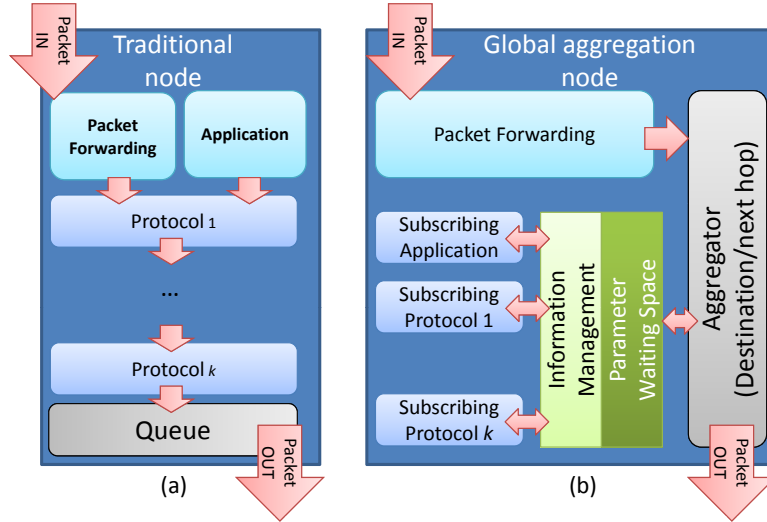 Packet
IN
Traditional
node
Packet
Forwarding
Application
Protocol 1
...
Protocol k
Queue
Packet
OUT
(a)
Packet
IN
Global aggregation
node
Packet Forwarding
Subscribing
Application
Subscribing
Protocol 1
Subscribing
Protocol k
Information
Management
Parameter
Waiting Space
Aggregator
(Destination/next hop)
Packet
OUT
(b)